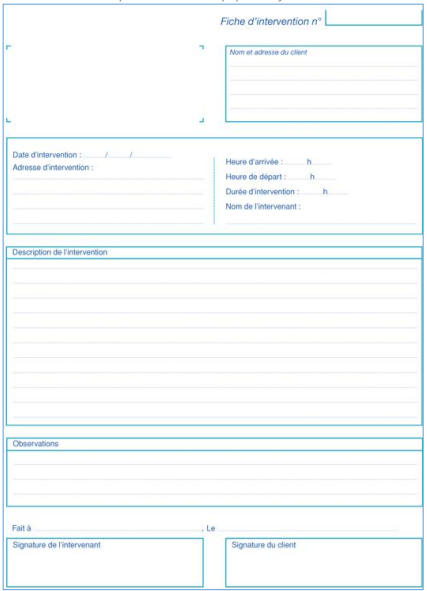 Fiche d'intervention n°
Nom et adresse du client
Date d'intervention : / /
Adresse d'intervention :
Heure d'arrivée : h
Heure de départ : h
Durée d'intervention : h
Nom de l'intervenant :
Description de l'intervention
Observations
Fait à , Le
Signature de l'intervenant
Signature du client